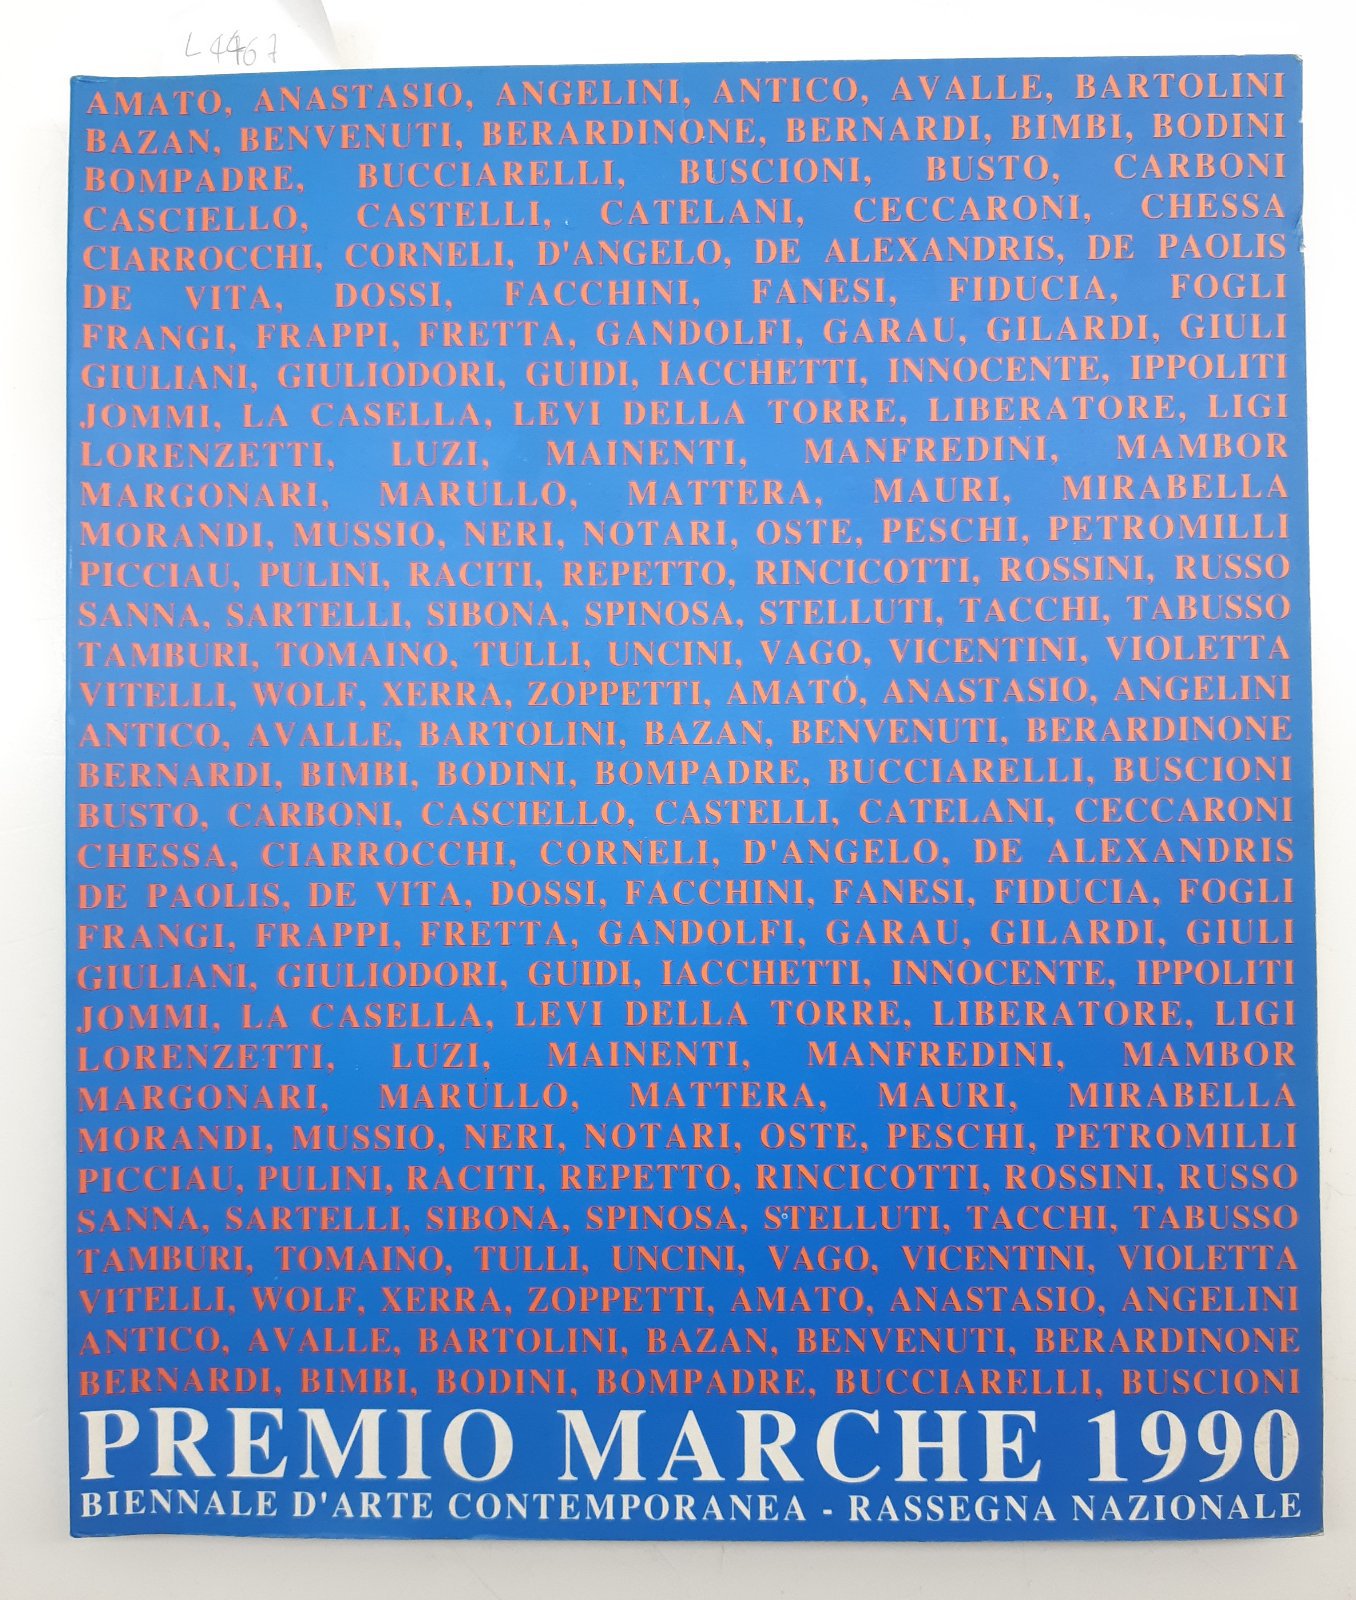 L4467
AMATO, ANASTASIO, ANGELINI, ANTICO, AVALLE, BARTOLINI
BAZAN, BENVENUTI, BERARDINONE, BERNARDI, BIMBI, BODINI
BOMPADRE, BUCCIARELLI, BUSCIONI, BUSTO, CARBONI
CASCIELLO, CASTELLI, CATELANI, CECCARONI, CHESSA
CIARROCCHI, CORNELI, D'ANGELO, DE ALEXANDRIS, DE PAOLIS
DE VITA, DOSSI, FACCHINI, FANESI, FIDUCIA, FOGLI
FRANGI, FRAPPI, FRETTA, GANDOLFI, GARAU, GILARDI, GIULI
GIULIANI, GIULIODORI, GUIDI, IACCHETTI, INNOCENTE, IPPOLITI
JOMMI, LA CASELLA, LEVI DELLA TORRE, LIBERATORE, LIGI
LORENZETTI, LUZI, MAINENTI, MANFREDINI, MAMBOR
MARGONARI, MARULLO, MATTERA, MAURI, MIRABELLA
MORANDI, MUSSIO, NERI, NOTARI, OSTE, PESCHI, PETROMILLI
PICCIAU, PULINI, RACITI, REPETTO, RINCICOTTI, ROSSINI, RUSSO
SANNA, SARTELLI, SIBONA, SPINOSA, STELLUTI, TACCHI, TABUSSO
TAMBURI, TOMAINO, TULLI, UNCINI, VAGO, VICENTINI, VIOLETTA
VITELLI, WOLF, XERRA, ZOPPETTI, AMATO, ANASTASIO, ANGELINI
ANTICO, AVALLE, BARTOLINI, BAZAN, BENVENUTI, BERARDINONE
BERNARDI, BIMBI, BODINI, BOMPADRE, BUCCIARELLI, BUSCIONI
BUSTO, CARBONI, CASCIELLO, CASTELLI, CATELANI, CECCARONI
CHESSA, CIARROCCHI, CORNELI, D'ANGELO, DE ALEXANDRIS
DE PAOLIS, DE VITA, DOSSI, FACCHINI, FANESI, FIDUCIA, FOGLI
FRANGI, FRAPPI, FRETTA, GANDOLFI, GARAU, GILARDI, GIULI
GIULIANI, GIULIODORI, GUIDI, IACCHETTI, INNOCENTE, IPPOLITI
JOMMI, LA CASELLA, LEVI DELLA TORRE, LIBERATORE, LIGI
LORENZETTI, LUZI, MAINENTI, MANFREDINI, MAMBOR
MARGONARI, MARULLO, MATTERA, MAURI, MIRABELLA
MORANDI, MUSSIO, NERI, NOTARI, OSTE, PESCHI, PETROMILLI
PICCIAU, PULINI, RACITI, REPETTO, RINCICOTTI, ROSSINI, RUSSO
SANNA, SARTELLI, SIBONA, SPINOSA, STELLUTI, TACCHI, TABUSSO
TAMBURI, TOMAINO, TULLI, UNCINI, VAGO, VICENTINI, VIOLETTA
VITELLI, WOLF, XERRA, ZOPPETTI, AMATO, ANASTASIO, ANGELINI
ANTICO, AVALLE, BARTOLINI, BAZAN, BENVENUTI, BERARDINONE
BERNARDI, BIMBI, BODINI, BOMPADRE, BUCCIARELLI, BUSCIONI
PREMIO MARCHE 1990
BIENNALE D'ARTE CONTEMPORANEA - RASSEGNA NAZIONALE